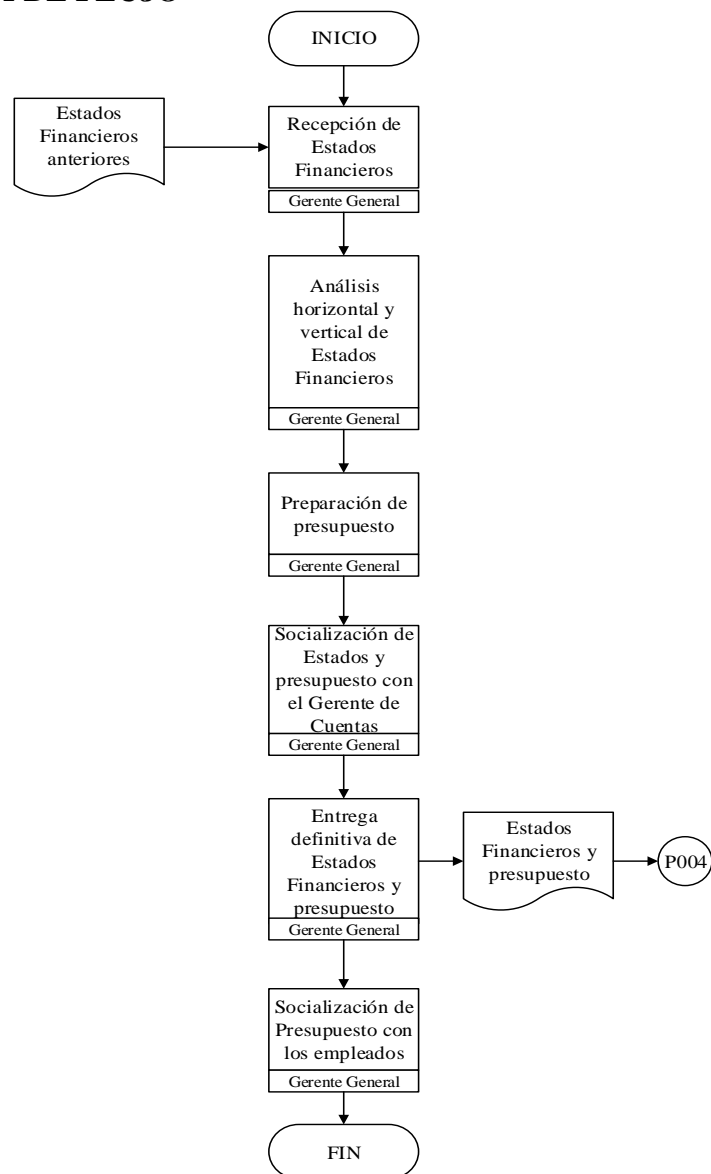 INICIO
Estados
Financieros
anteriores
Recepción de
Estados
Financieros
Gerente General
Análisis
horizontal y
vertical de
Estados
Financieros
Gerente General
Preparación de
presupuesto
Gerente General
Socialización de
Estados y
presupuesto con
el Gerente de
Cuentas
Gerente General
Entrega
definitiva de
Estados
Financieros y
presupuesto
Gerente General
Estados
Financieros y
presupuesto
P004
Socialización de
Presupuesto con
los empleados
Gerente General
FIN